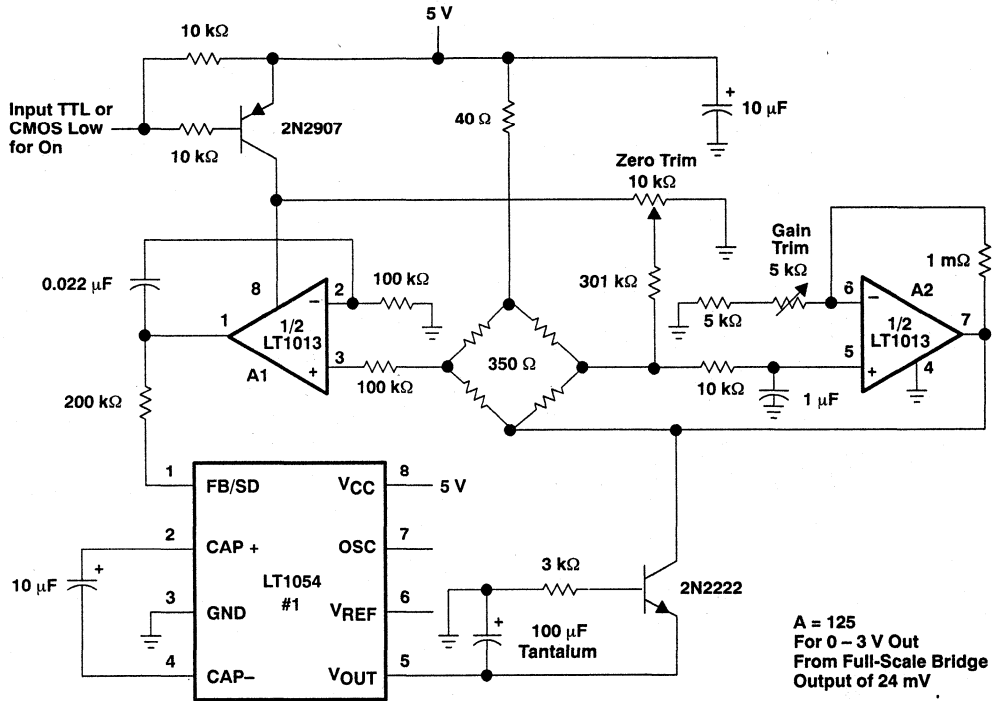 5 V
10 kΩ
Input TTL or
CMOS Low
for On
2N2907
10 kΩ
40 Ω
+
10 μF
Zero Trim
10 kΩ
Gain
Trim
5 kΩ
1 mΩ
0.022 μF
8
2
100 kΩ
301 kΩ
6
A2
1
−
1/2
LT1013
5 kΩ
−
1/2
LT1013
7
350 Ω
3
+
5
+
4
A1
100 kΩ
10 kΩ
1 μF
200 kΩ
1
FB/SD
VCC
8
5 V
2
CAP +
OSC
7
10 μF
+
LT1054
#1
3 kΩ
2N2222
3
GND
VREF
6
+
100 μF
Tantalum
4
CAP−
VOUT
5
A = 125
For 0 – 3 V Out
From Full-Scale Bridge
Output of 24 mV